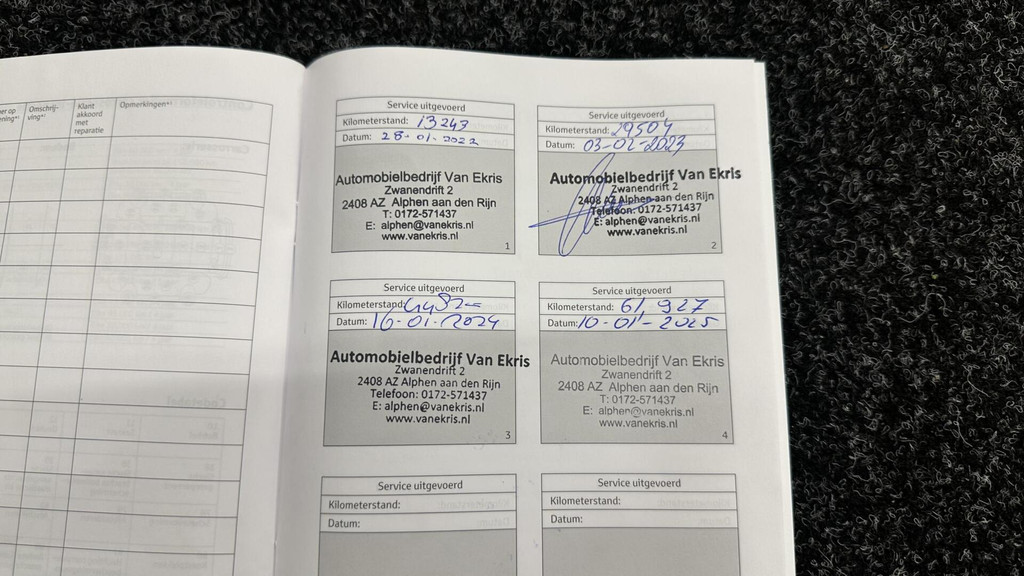 Omschrij-
ving*¹
Klant
akkoord
met
reparatie
Opmerkingen*¹
Service uitgevoerd
Kilometerstand: 13249
Datum: 28-01-2022
Automobielbedrijf Van Ekris
Zwanendrift 2
2408 AZ Alphen aan den Rijn
T: 0172-571437
E: alphen@vanekris.nl
www.vanekris.nl
1
Service uitgevoerd
Kilometerstand: 29504
Datum: 03-02-2023
Automobielbedrijf Van Ekris
Zwanendrift 2
2408 AZ Alphen aan den Rijn
Telefoon: 0172-571437
E: alphen@vanekris.nl
www.vanekris.nl
2
Service uitgevoerd
Kilometerstand:
Datum: 16-01-2024
Automobielbedrijf Van Ekris
Zwanendrift 2
2408 AZ Alphen aan den Rijn
Telefoon: 0172-571437
E: alphen@vanekris.nl
www.vanekris.nl
3
Service uitgevoerd
Kilometerstand: 61,927
Datum: 10-01-2025
Automobielbedrijf Van Ekris
Zwanendrift 2
2408 AZ Alphen aan den Rijn
T: 0172-571437
E: alphen@vanekris.nl
www.vanekris.nl
4
Service uitgevoerd
Kilometerstand:
Datum:
Service uitgevoerd
Kilometerstand:
Datum: